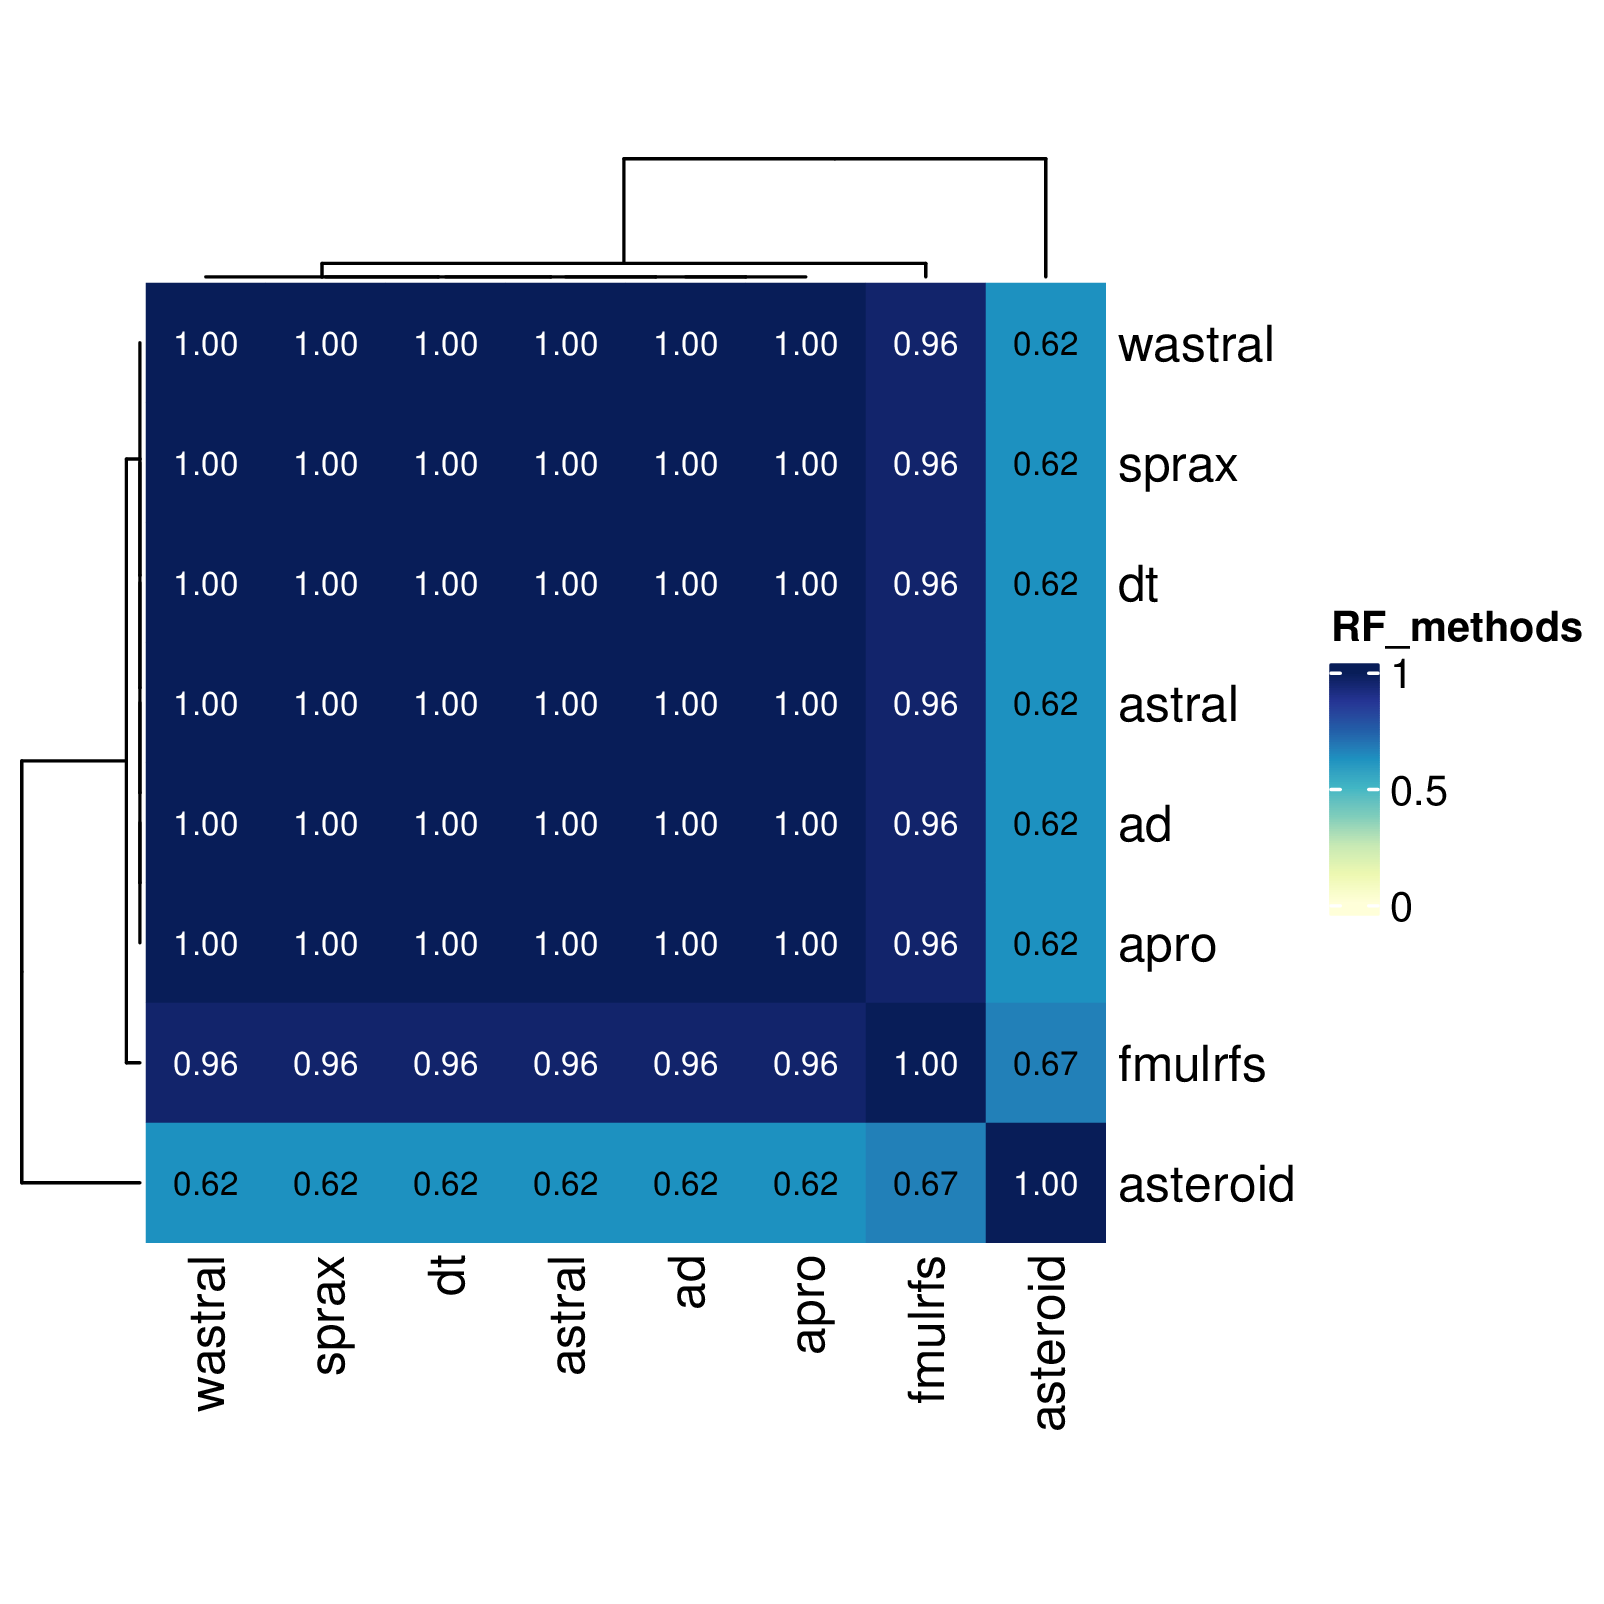 1.00 1.00 1.00 1.00 1.00 1.00 0.96 0.62 wastral
1.00 1.00 1.00 1.00 1.00 1.00 0.96 0.62 sprax
1.00 1.00 1.00 1.00 1.00 1.00 0.96 0.62 dt
1.00 1.00 1.00 1.00 1.00 1.00 0.96 0.62 astral
1.00 1.00 1.00 1.00 1.00 1.00 0.96 0.62 ad
1.00 1.00 1.00 1.00 1.00 1.00 0.96 0.62 apro
0.96 0.96 0.96 0.96 0.96 0.96 1.00 0.67 fmulrfs
0.62 0.62 0.62 0.62 0.62 0.62 0.67 1.00 asteroid
wastral
sprax
dt
astral
ad
apro
fmulrfs
asteroid
RF_methods
1
0.5
0